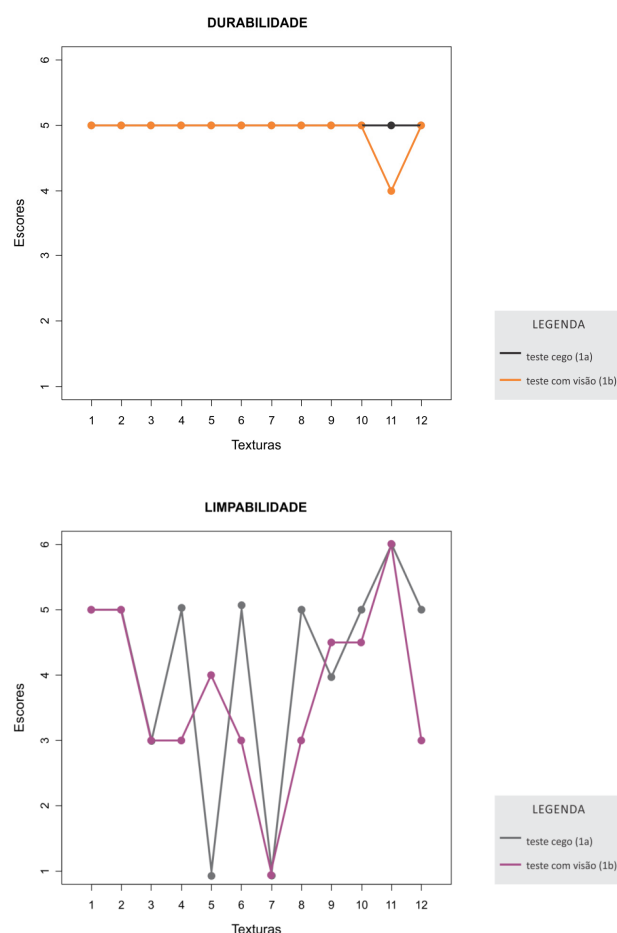 DURABILIDADE
6
5
4
3
2
1
Escores
1 2 3 4 5 6 7 8 9 10 11 12
Texturas
LEGENDA
teste cego (1a)
teste com visão (1b)
LIMPABILIDADE
6
5
4
3
2
1
Escores
1 2 3 4 5 6 7 8 9 10 11 12
Texturas
LEGENDA
teste cego (1a)
teste com visão (1b)